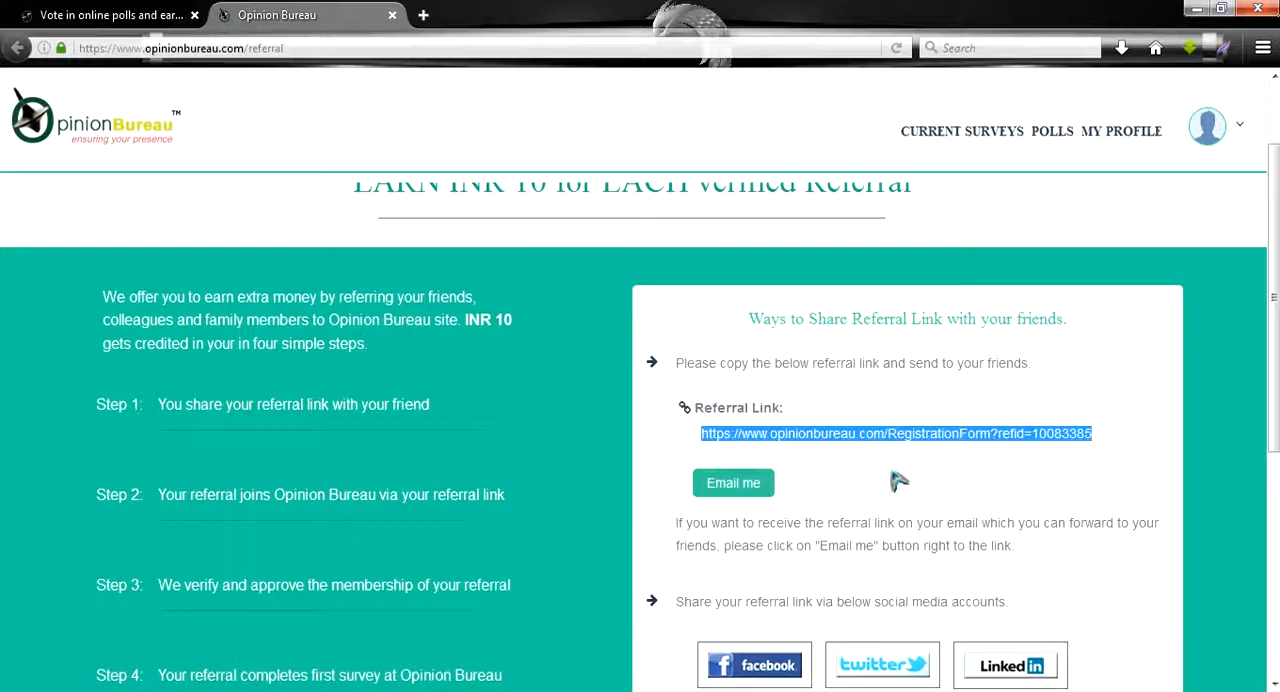 Vote in online polls and ear...
Opinion Bureau
https://www.opinionbureau.com/referral
Search
OpinionBureau™
ensuring your presence
CURRENT SURVEYS POLLS MY PROFILE
EARN INR 10 for EACH verified Referral
We offer you to earn extra money by referring your friends,
colleagues and family members to Opinion Bureau site. INR 10
gets credited in your in four simple steps.
Step 1: You share your referral link with your friend
Step 2: Your referral joins Opinion Bureau via your referral link
Step 3: We verify and approve the membership of your referral
Step 4: Your referral completes first survey at Opinion Bureau
Ways to Share Referral Link with your friends.
Please copy the below referral link and send to your friends.
Referral Link:
https://www.opinionbureau.com/RegistrationForm?refid=10083385
Email me
If you want to receive the referral link on your email which you can forward to your
friends, please click on "Email me" button right to the link.
Share your referral link via below social media accounts.
facebook
twitter
Linked in